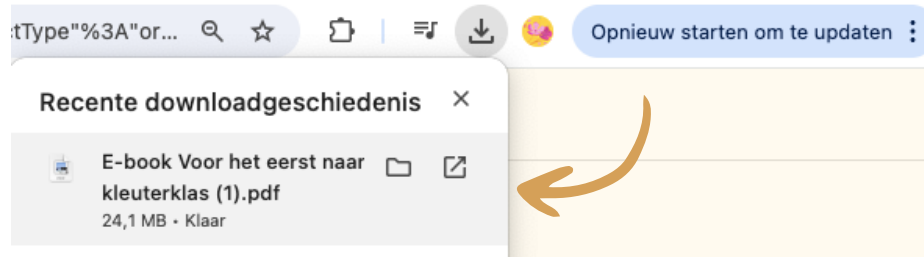 :tType"%3A"or...
Opnieuw starten om te updaten
Recente downloadgeschiedenis
E-book Voor het eerst naar
kleuterklas (1).pdf
24,1 MB • Klaar